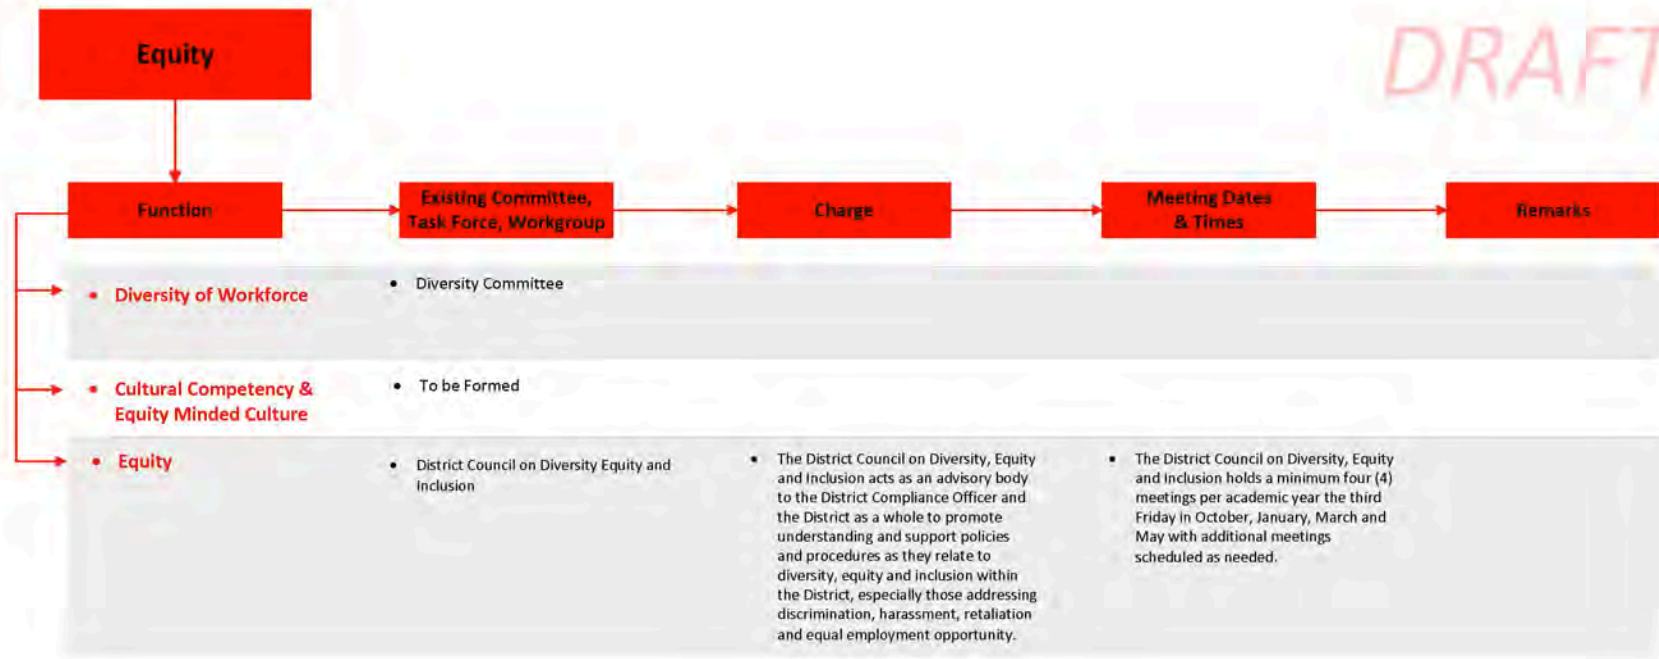 Equity
DRAFT
Function
Existing Committee,
Task Force, Workgroup
Charge
Meeting Dates
& Times
Remarks
• Diversity of Workforce
• Diversity Committee
• Cultural Competency &
Equity Minded Culture
• To be Formed
• Equity
• District Council on Diversity Equity and
Inclusion
• The District Council on Diversity, Equity
and Inclusion acts as an advisory body
to the District Compliance Officer and
the District as a whole to promote
understanding and support policies
and procedures as they relate to
diversity, equity and inclusion within
the District, especially those addressing
discrimination, harassment, retaliation
and equal employment opportunity.
• The District Council on Diversity, Equity
and Inclusion holds a minimum four (4)
meetings per academic year the third
Friday in October, January, March and
May with additional meetings
scheduled as needed.